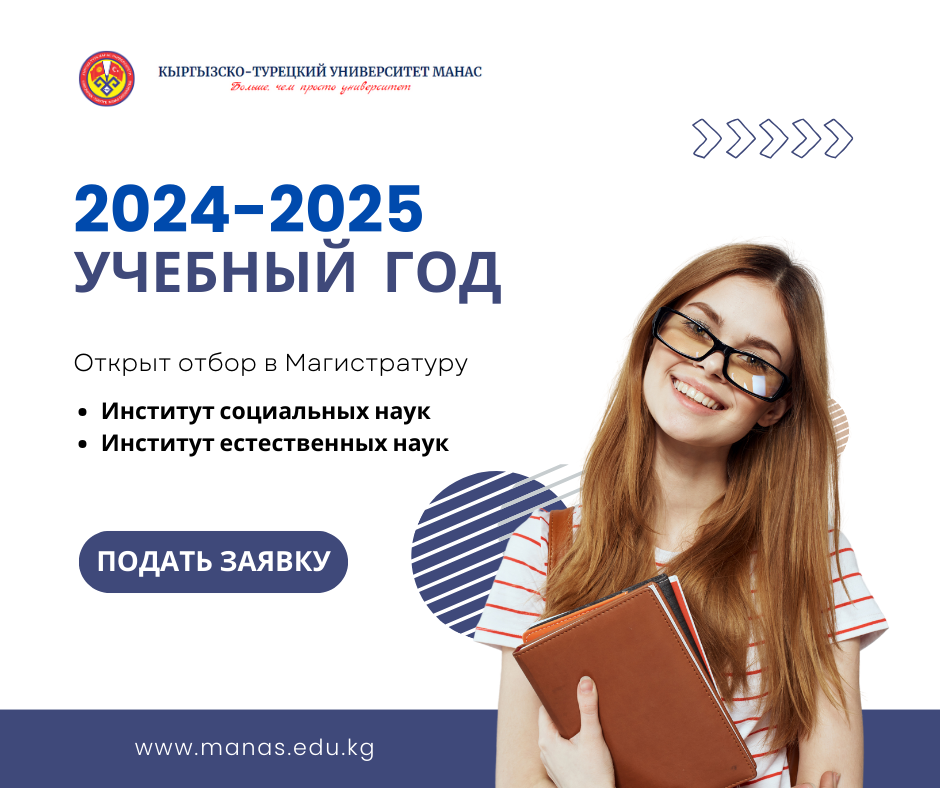 КЫРГЫЗСКО-ТУРЕЦКИЙ УНИВЕРСИТЕТ МАНАС
Больше, чем просто университет
2024-2025
УЧЕБНЫЙ ГОД
Открыт отбор в Магистратуру
• Институт социальных наук
• Институт естественных наук
ПОДАТЬ ЗАЯВКУ
www.manas.edu.kg